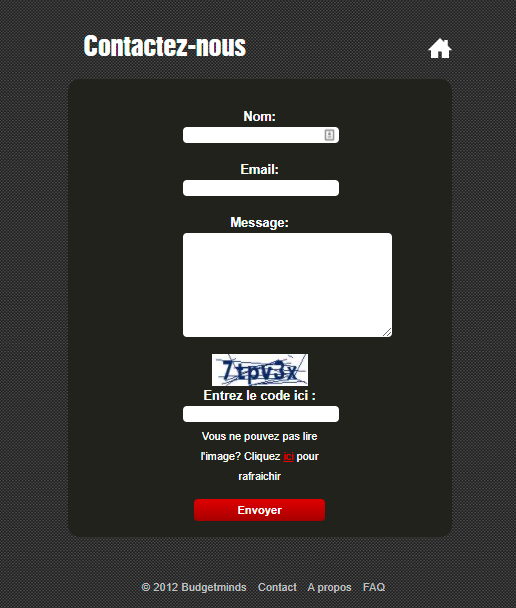 Contactez-nous
Nom:
Email:
Message:
7tpv3x
Entrez le code ici :
Vous ne pouvez pas lire
l'image? Cliquez ici pour
rafraichir
Envoyer
© 2012 Budgetminds Contact A propos FAQ